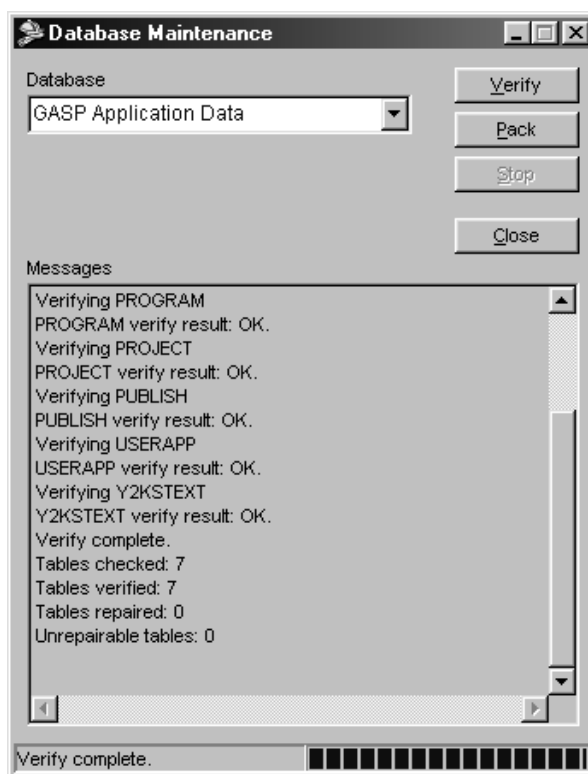 Database Maintenance
Database
GASP Application Data
Verify
Pack
Stop
Close
Messages
Verifying PROGRAM
PROGRAM verify result: OK.
Verifying PROJECT
PROJECT verify result: OK.
Verifying PUBLISH
PUBLISH verify result: OK.
Verifying USERAPP
USERAPP verify result: OK.
Verifying Y2KSTEXT
Y2KSTEXT verify result: OK.
Verify complete.
Tables checked: 7
Tables verified: 7
Tables repaired: 0
Unrepairable tables: 0
Verify complete.